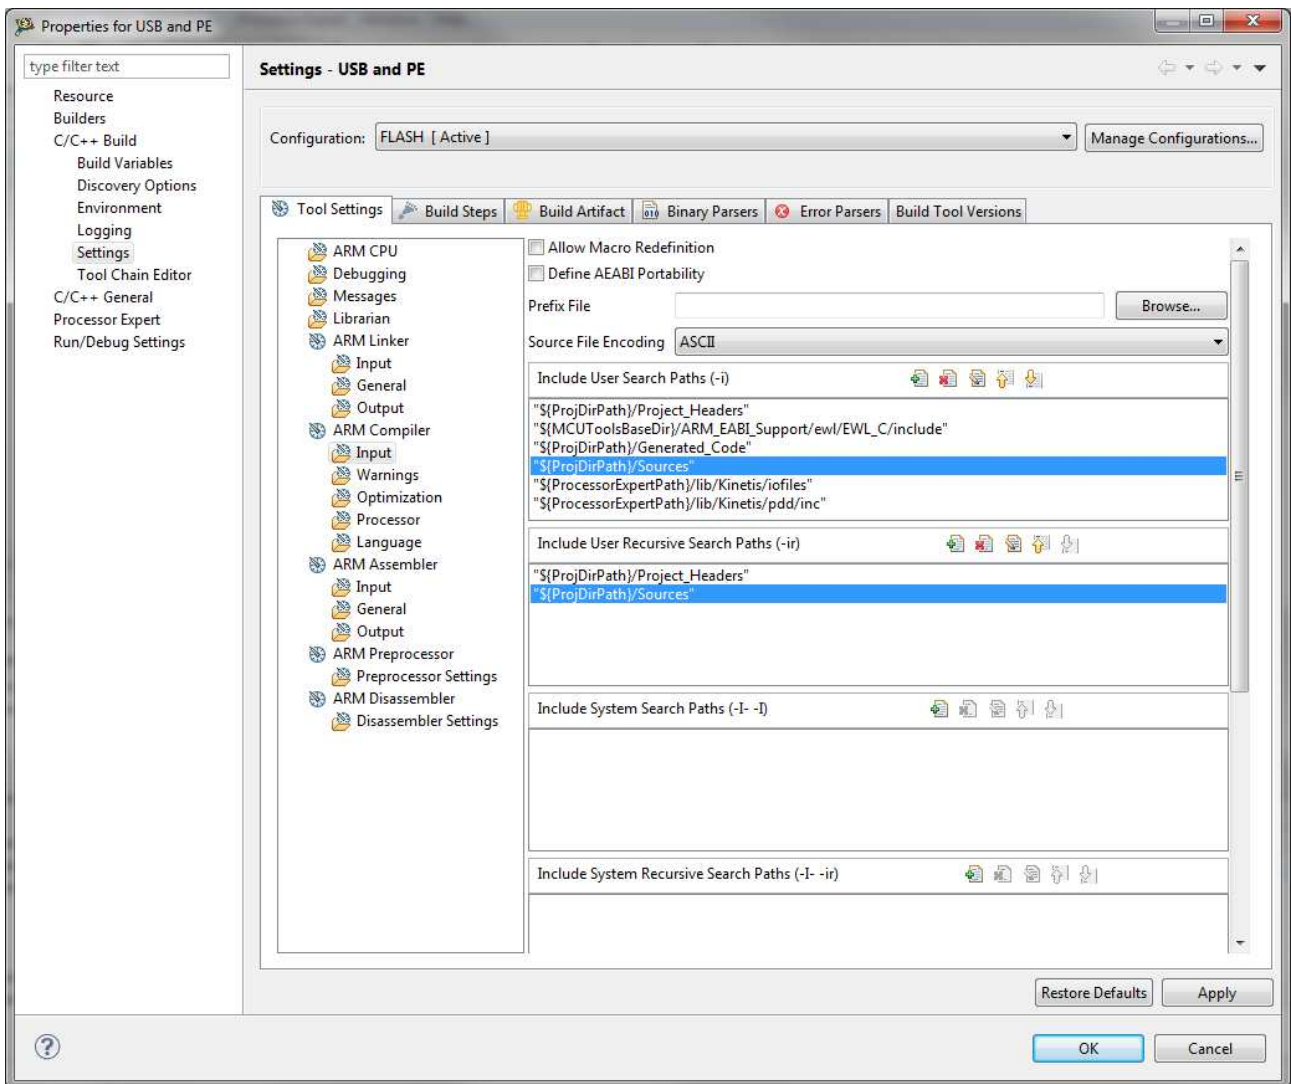 Properties for USB and PE
type filter text
Resource
Builders
C/C++ Build
Build Variables
Discovery Options
Environment
Logging
Settings
Tool Chain Editor
C/C++ General
Processor Expert
Run/Debug Settings
Settings - USB and PE
Configuration: FLASH [ Active ] Manage Configurations...
Tool Settings Build Steps Build Artifact Binary Parsers Error Parsers Build Tool Versions
ARM CPU
Debugging
Messages
Librarian
ARM Linker
Input
General
Output
ARM Compiler
Input
Warnings
Optimization
Processor
Language
ARM Assembler
Input
General
Output
ARM Preprocessor
Preprocessor Settings
ARM Disassembler
Disassembler Settings
Allow Macro Redefinition
Define AEABI Portability
Prefix File Browse...
Source File Encoding ASCII
Include User Search Paths (-i)
"${ProjDirPath}/Project_Headers"
"${MCUToolsBaseDir}/ARM_EABI_Support/ewl/EWL_C/include"
"${ProjDirPath}/Generated_Code"
"${ProjDirPath}/Sources"
"${ProcessorExpertPath}/lib/Kinetis/iofiles"
"${ProcessorExpertPath}/lib/Kinetis/pdd/inc"
Include User Recursive Search Paths (-ir)
"${ProjDirPath}/Project_Headers"
"${ProjDirPath}/Sources"
Include System Search Paths (-I- -I)
Include System Recursive Search Paths (-I- -ir)
Restore Defaults Apply
OK Cancel